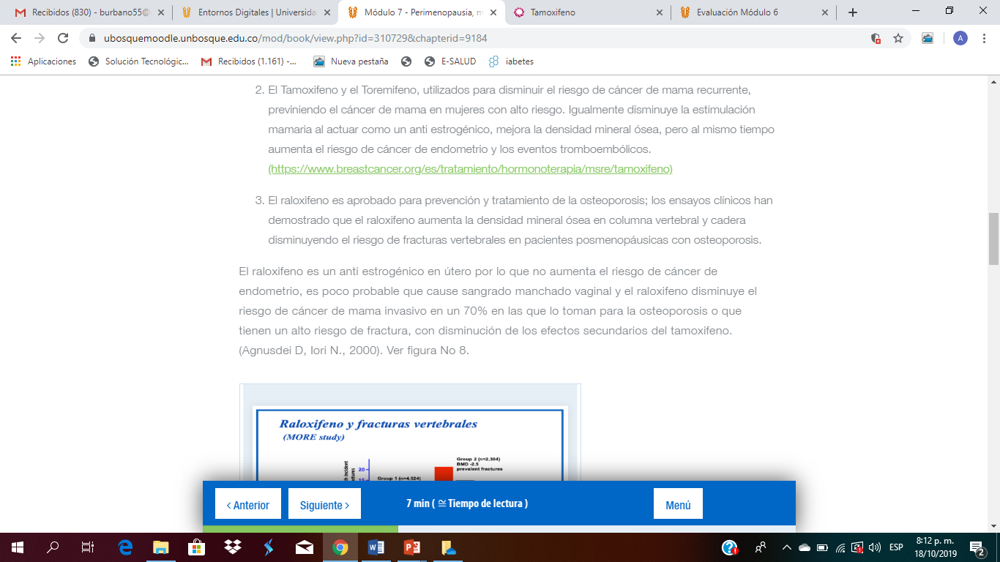 Recibidos (830) - burbano55@
Entornos Digitales | Universida
Módulo 7 - Perimenopausia, m
Tamoxifeno
Evaluación Módulo 6
ubosquemoodle.unbosque.edu.co/mod/book/view.php?id=310729&chapterid=9184
A
Aplicaciones
Solución Tecnológic...
Recibidos (1.161) -...
Nueva pestaña
E-SALUD
iabetes
2. El Tamoxifeno y el Toremifeno, utilizados para disminuir el riesgo de cáncer de mama recurrente,
previniendo el cáncer de mama en mujeres con alto riesgo. Igualmente disminuye la estimulación
mamaria al actuar como un anti estrogénico, mejora la densidad mineral ósea, pero al mismo tiempo
aumenta el riesgo de cáncer de endometrio y los eventos tromboembólicos.
(https://www.breastcancer.org/es/tratamiento/hormonoterapia/msre/tamoxifeno)
3. El raloxifeno es aprobado para prevención y tratamiento de la osteoporosis; los ensayos clínicos han
demostrado que el raloxifeno aumenta la densidad mineral ósea en columna vertebral y cadera
disminuyendo el riesgo de fracturas vertebrales en pacientes posmenopáusicas con osteoporosis.
El raloxifeno es un anti estrogénico en útero por lo que no aumenta el riesgo de cáncer de
endometrio, es poco probable que cause sangrado manchado vaginal y el raloxifeno disminuye el
riesgo de cáncer de mama invasivo en un 70% en las que lo toman para la osteoporosis o que
tienen un alto riesgo de fractura, con disminución de los efectos secundarios del tamoxifeno.
(Agnusdei D, Iori N., 2000). Ver figura No 8.
Raloxifeno y fracturas vertebrales
(MORE study)
Group 2 (n=2,304)
BMD -2.5
prevalent fractures
20
Group 1 (n=4,524)
15
incident
< Anterior
Siguiente >
7 min ( ≅ Tiempo de lectura )
Menú
ESP
8:12 p. m.
18/10/2019
2